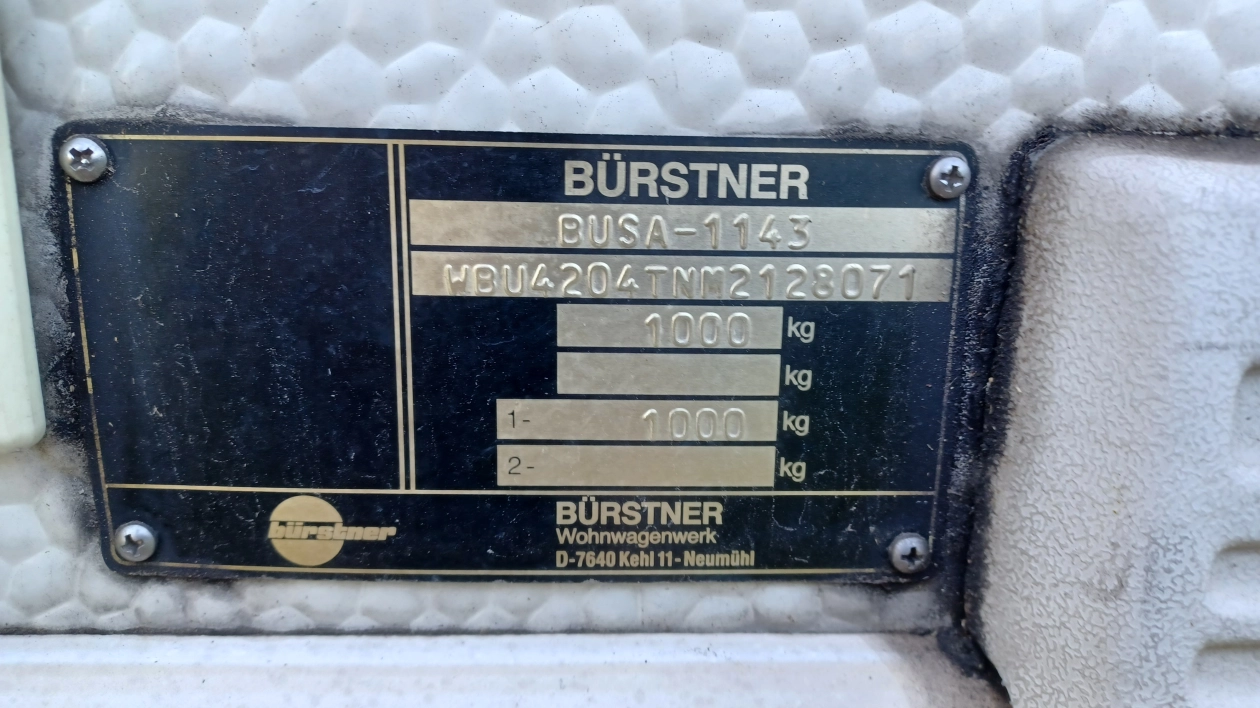 BÜRSTNER
BUSA-1143
WBU4204TNM2128071
1000 kg
kg
1- 1000 kg
2- kg
bürstner
BÜRSTNER
Wohnwagenwerk
D-7640 Kehl 11-Neumühl